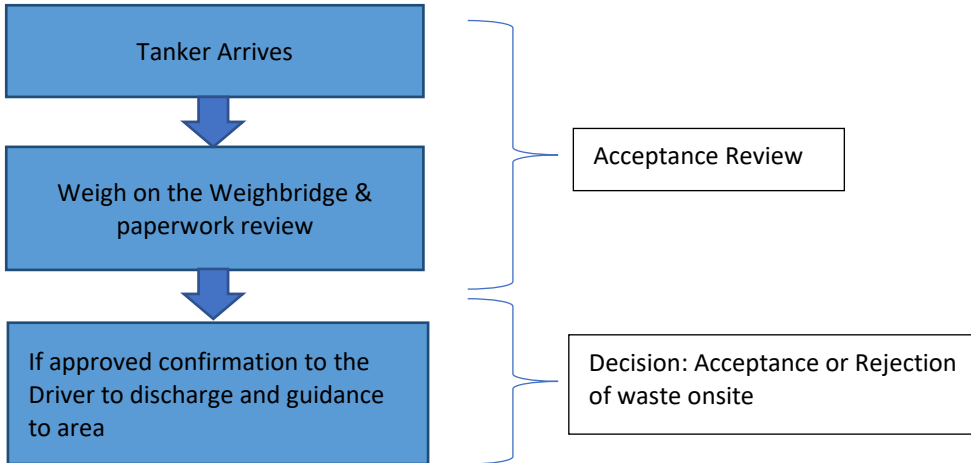 Tanker Arrives
Weigh on the Weighbridge &
paperwork review
Acceptance Review
If approved confirmation to the
Driver to discharge and guidance
to area
Decision: Acceptance or Rejection
of waste onsite